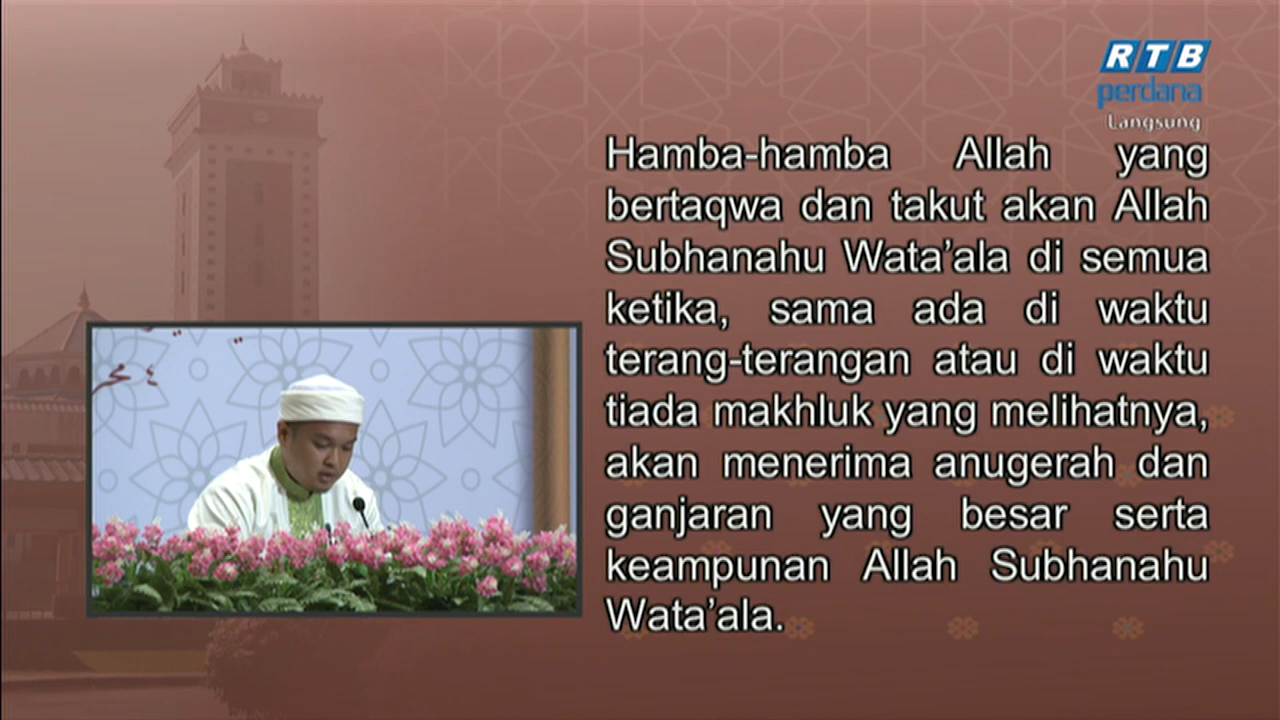 RTB
perdana
Langsung
Hamba-hamba Allah yang
bertaqwa dan takut akan Allah
Subhanahu Wata’ala di semua
ketika, sama ada di waktu
terang-terangan atau di waktu
tiada makhluk yang melihatnya,
akan menerima anugerah dan
ganjaran yang besar serta
keampunan Allah Subhanahu
Wata’ala.